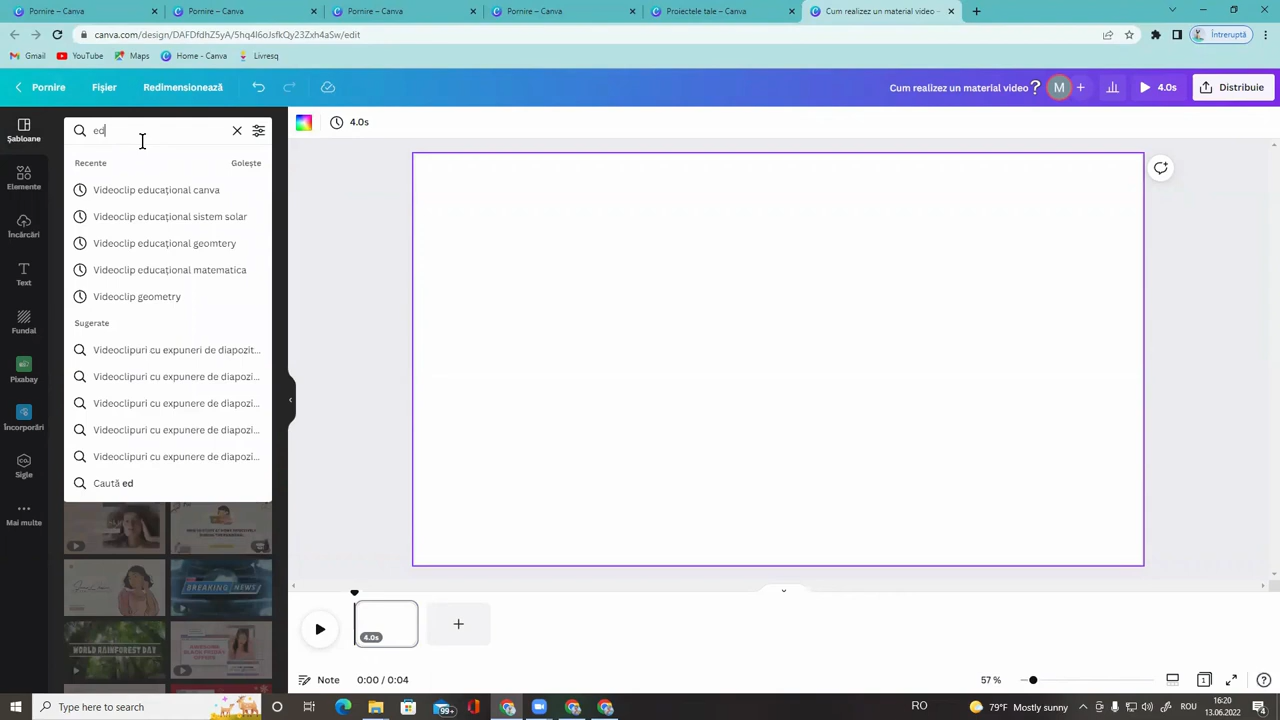 Pornire – Canva
Pornire – Canva
Pornire – Canva
Pornire – Canva
Proiectele tale – Canva
Cum realizez un material video –
canva.com/design/DAFDfdhZ5yA/5hq4I6oJsfkQy23Zxh4aSw/edit
Întreruptă
Gmail
YouTube
Maps
Home - Canva
Livresq
Pornire
Fișier
Redimensionează
Cum realizez un material video ?
M
4.0s
Distribuie
Șabloane
Elemente
Încărcări
Text
Fundal
Pixabay
Încorporări
Sigle
Mai multe
ed
Recente
Golește
Videoclip educațional canva
Videoclip educațional sistem solar
Videoclip educațional geomtery
Videoclip educațional matematica
Videoclip geometry
Sugerate
Videoclipuri cu expuneri de diapozit...
Videoclipuri cu expunere de diapozi...
Videoclipuri cu expunere de diapozi...
Videoclipuri cu expunere de diapozi...
Videoclipuri cu expunere de diapozi...
Caută ed
BREAKING NEWS
WORLD RAINFOREST DAY
4.0s
4.0s
Note
0:00 / 0:04
57 %
1
Type here to search
99+
RO
79°F Mostly sunny
ROU
16:20
13.06.2022